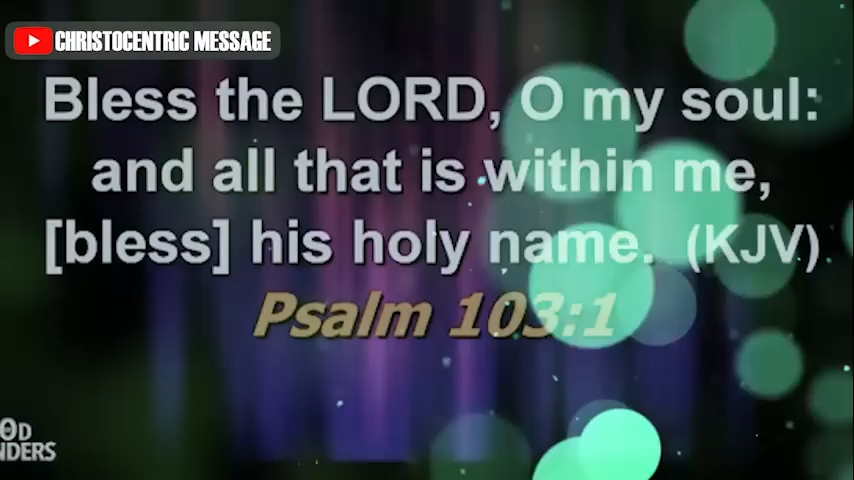 CHRISTOCENTRIC MESSAGE
Bless the LORD, O my soul:
and all that is within me,
[bless] his holy name. (KJV)
Psalm 103:1